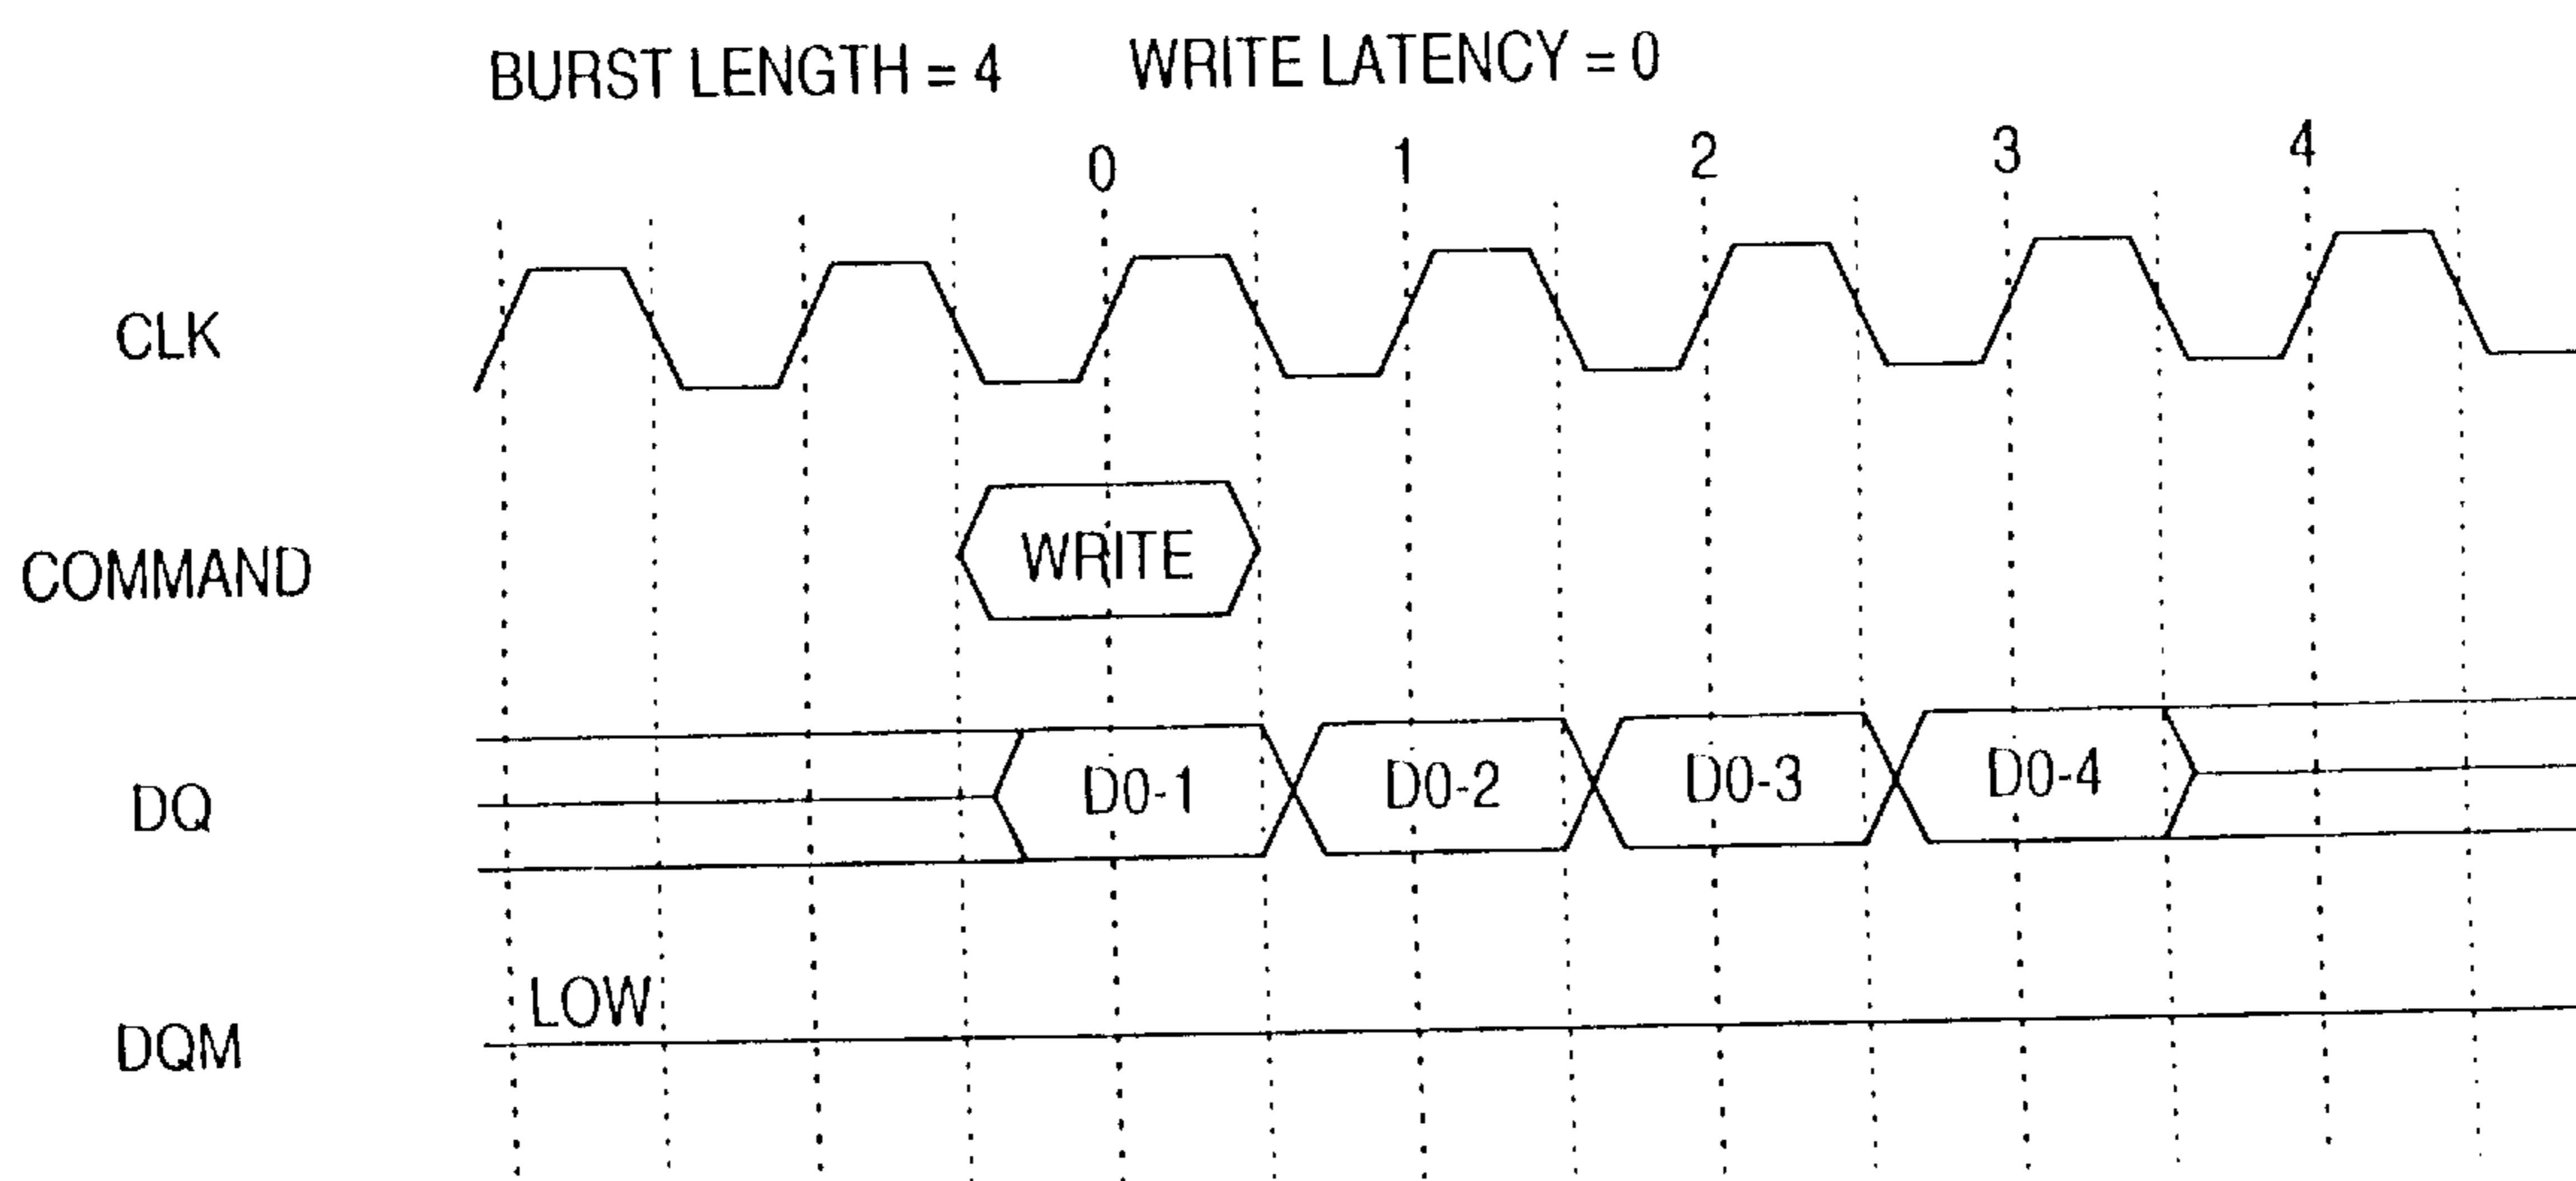 BURST LENGTH = 4 WRITE LATENCY = 0
0 1 2 3 4
CLK
COMMAND WRITE
DQ D0-1 D0-2 D0-3 D0-4
LOW
DQM